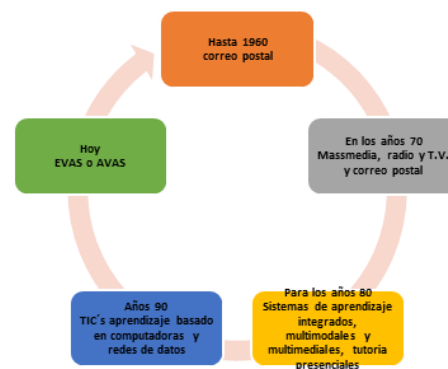 Hasta 1960
correo postal
En los años 70
Massmedia, radio y T.V.
y correo postal
Para los años 80
Sistemas de aprendizaje
integrados,
multimodales y
multimediales, tutoria
presenciales
Años 90
TIC´s aprendizaje basado
en computadoras y
redes de datos
Hoy
EVAS o AVAS